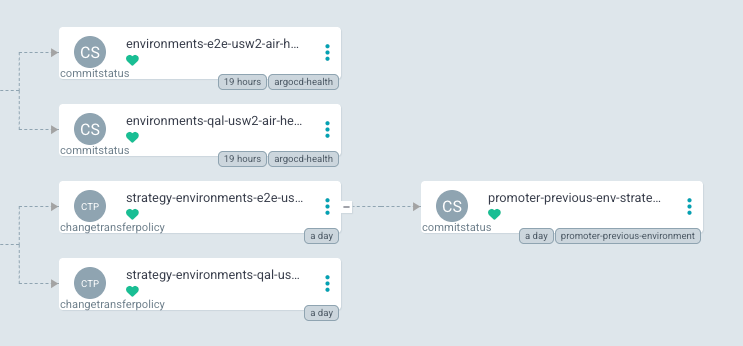 CS
environments-e2e-usw2-air-h...
commitstatus
19 hours
argocd-health
CS
environments-qal-usw2-air-he...
commitstatus
19 hours
argocd-health
CTP
strategy-environments-e2e-us...
changetransferpolicy
a day
CS
promoter-previous-env-strate...
commitstatus
a day
promoter-previous-environment
CTP
strategy-environments-qal-us...
changetransferpolicy
a day